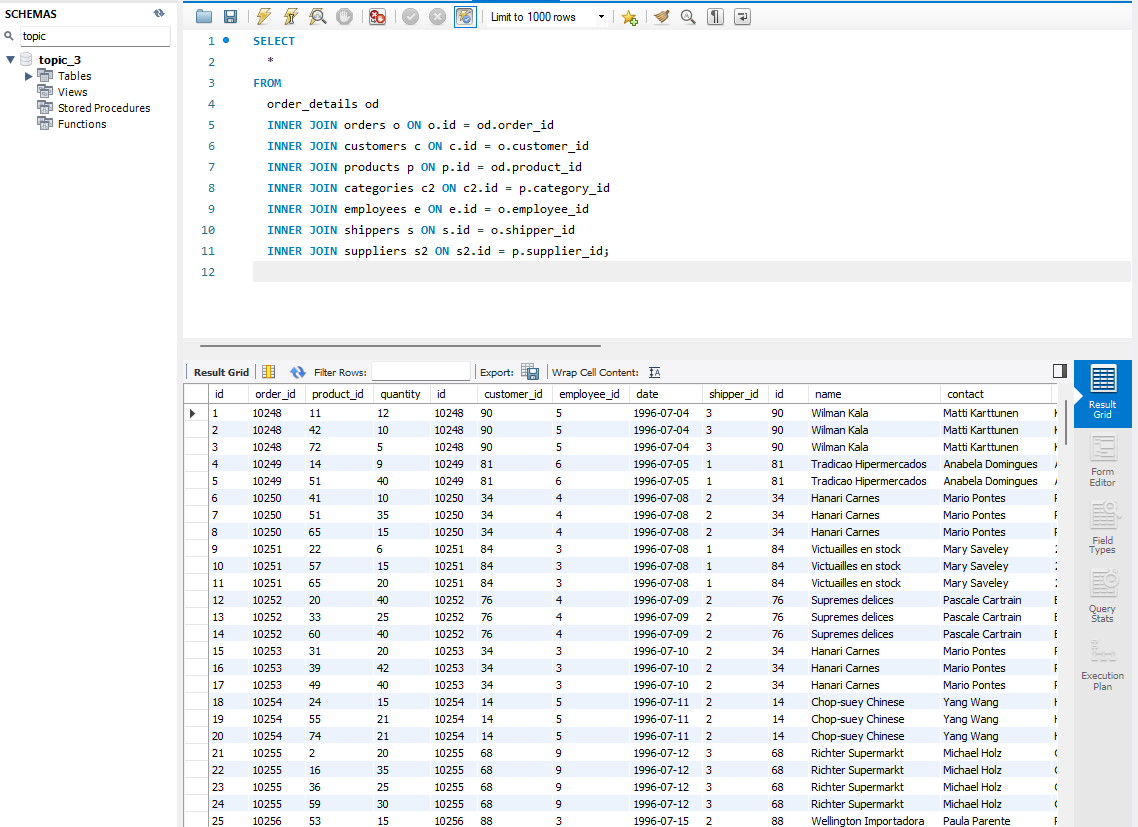 SCHEMAS
topic
topic_3
Tables
Views
Stored Procedures
Functions
Limit to 1000 rows
1 SELECT
2 *
3 FROM
4 order_details od
5 INNER JOIN orders o ON o.id = od.order_id
6 INNER JOIN customers c ON c.id = o.customer_id
7 INNER JOIN products p ON p.id = od.product_id
8 INNER JOIN categories c2 ON c2.id = p.category_id
9 INNER JOIN employees e ON e.id = o.employee_id
10 INNER JOIN shippers s ON s.id = o.shipper_id
11 INNER JOIN suppliers s2 ON s2.id = p.supplier_id;
12
Result Grid Filter Rows: Export: Wrap Cell Content:
id order_id product_id quantity id customer_id employee_id date shipper_id id name contact
1 10248 11 12 10248 90 5 1996-07-04 3 90 Wilman Kala Matti Karttunen
2 10248 42 10 10248 90 5 1996-07-04 3 90 Wilman Kala Matti Karttunen
3 10248 72 5 10248 90 5 1996-07-04 3 90 Wilman Kala Matti Karttunen
4 10249 14 9 10249 81 6 1996-07-05 1 81 Tradicao Hipermercados Anabela Domingues
5 10249 51 40 10249 81 6 1996-07-05 1 81 Tradicao Hipermercados Anabela Domingues
6 10250 41 10 10250 34 4 1996-07-08 2 34 Hanari Carnes Mario Pontes
7 10250 51 35 10250 34 4 1996-07-08 2 34 Hanari Carnes Mario Pontes
8 10250 65 15 10250 34 4 1996-07-08 2 34 Hanari Carnes Mario Pontes
9 10251 22 6 10251 84 3 1996-07-08 1 84 Victuailles en stock Mary Saveley
10 10251 57 15 10251 84 3 1996-07-08 1 84 Victuailles en stock Mary Saveley
11 10251 65 20 10251 84 3 1996-07-08 1 84 Victuailles en stock Mary Saveley
12 10252 20 40 10252 76 4 1996-07-09 2 76 Supremes delices Pascale Cartrain
13 10252 33 25 10252 76 4 1996-07-09 2 76 Supremes delices Pascale Cartrain
14 10252 60 40 10252 76 4 1996-07-09 2 76 Supremes delices Pascale Cartrain
15 10253 31 20 10253 34 3 1996-07-10 2 34 Hanari Carnes Mario Pontes
16 10253 39 42 10253 34 3 1996-07-10 2 34 Hanari Carnes Mario Pontes
17 10253 49 40 10253 34 3 1996-07-10 2 34 Hanari Carnes Mario Pontes
18 10254 24 15 10254 14 5 1996-07-11 2 14 Chop-suey Chinese Yang Wang
19 10254 55 21 10254 14 5 1996-07-11 2 14 Chop-suey Chinese Yang Wang
20 10254 74 21 10254 14 5 1996-07-11 2 14 Chop-suey Chinese Yang Wang
21 10255 2 20 10255 68 9 1996-07-12 3 68 Richter Supermarkt Michael Holz
22 10255 16 35 10255 68 9 1996-07-12 3 68 Richter Supermarkt Michael Holz
23 10255 36 25 10255 68 9 1996-07-12 3 68 Richter Supermarkt Michael Holz
24 10255 59 30 10255 68 9 1996-07-12 3 68 Richter Supermarkt Michael Holz
25 10256 53 15 10256 88 3 1996-07-15 2 88 Wellington Importadora Paula Parente
Result
Grid
Form
Editor
Field
Types
Query
Stats
Execution
Plan